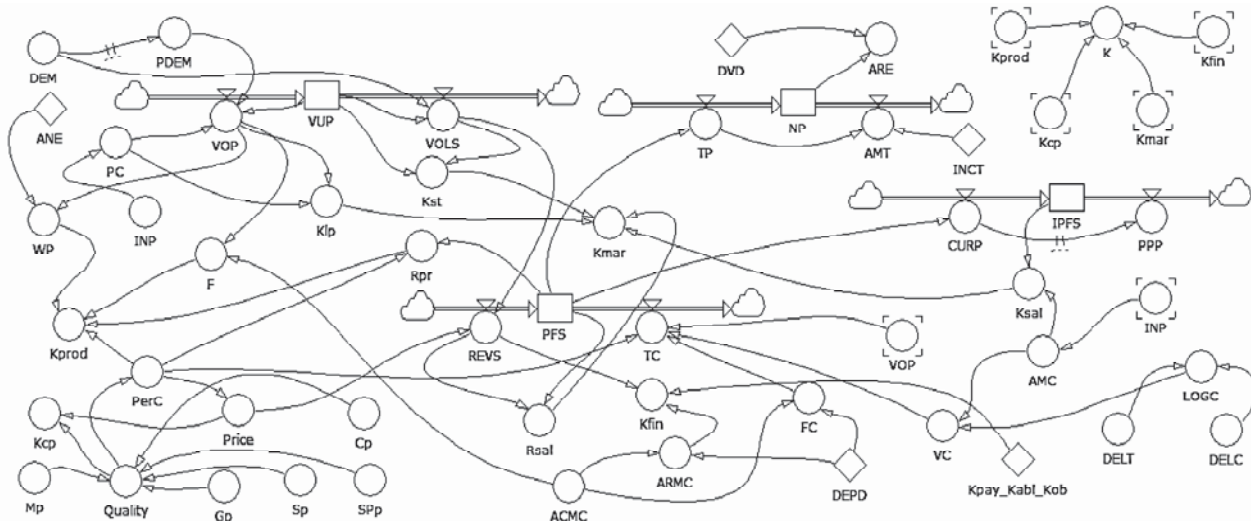 DEM
PDEM
DVD
ARE
Kprod
K
Kfin
ANE
VOP
VUP
VOLS
TP
NP
AMT
Kcp
Kmar
PC
Kst
INCT
WP
INP
Klp
Kmar
CURP
IPFS
PPP
F
Rpr
Ksal
INP
Kprod
REVS
PFS
TC
VOP
AMC
PerC
LOGC
Kcp
Price
Cp
Rsal
Kfin
FC
VC
DELT
DELC
Mp
Quality
Gp
Sp
SPp
ACMC
ARMC
DEPD
Kpay_Kabl_Kob